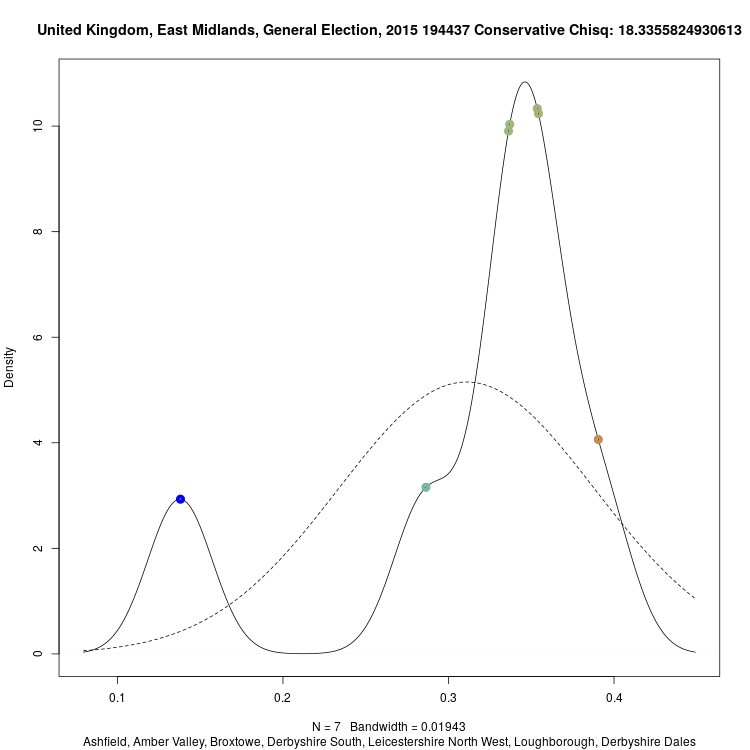 United Kingdom, East Midlands, General Election, 2015 194437 Conservative Chisq: 18.3355824930613
Density
10
8
6
4
2
0
0.1 0.2 0.3 0.4
N = 7 Bandwidth = 0.01943
Ashfield, Amber Valley, Broxtowe, Derbyshire South, Leicestershire North West, Loughborough, Derbyshire Dales